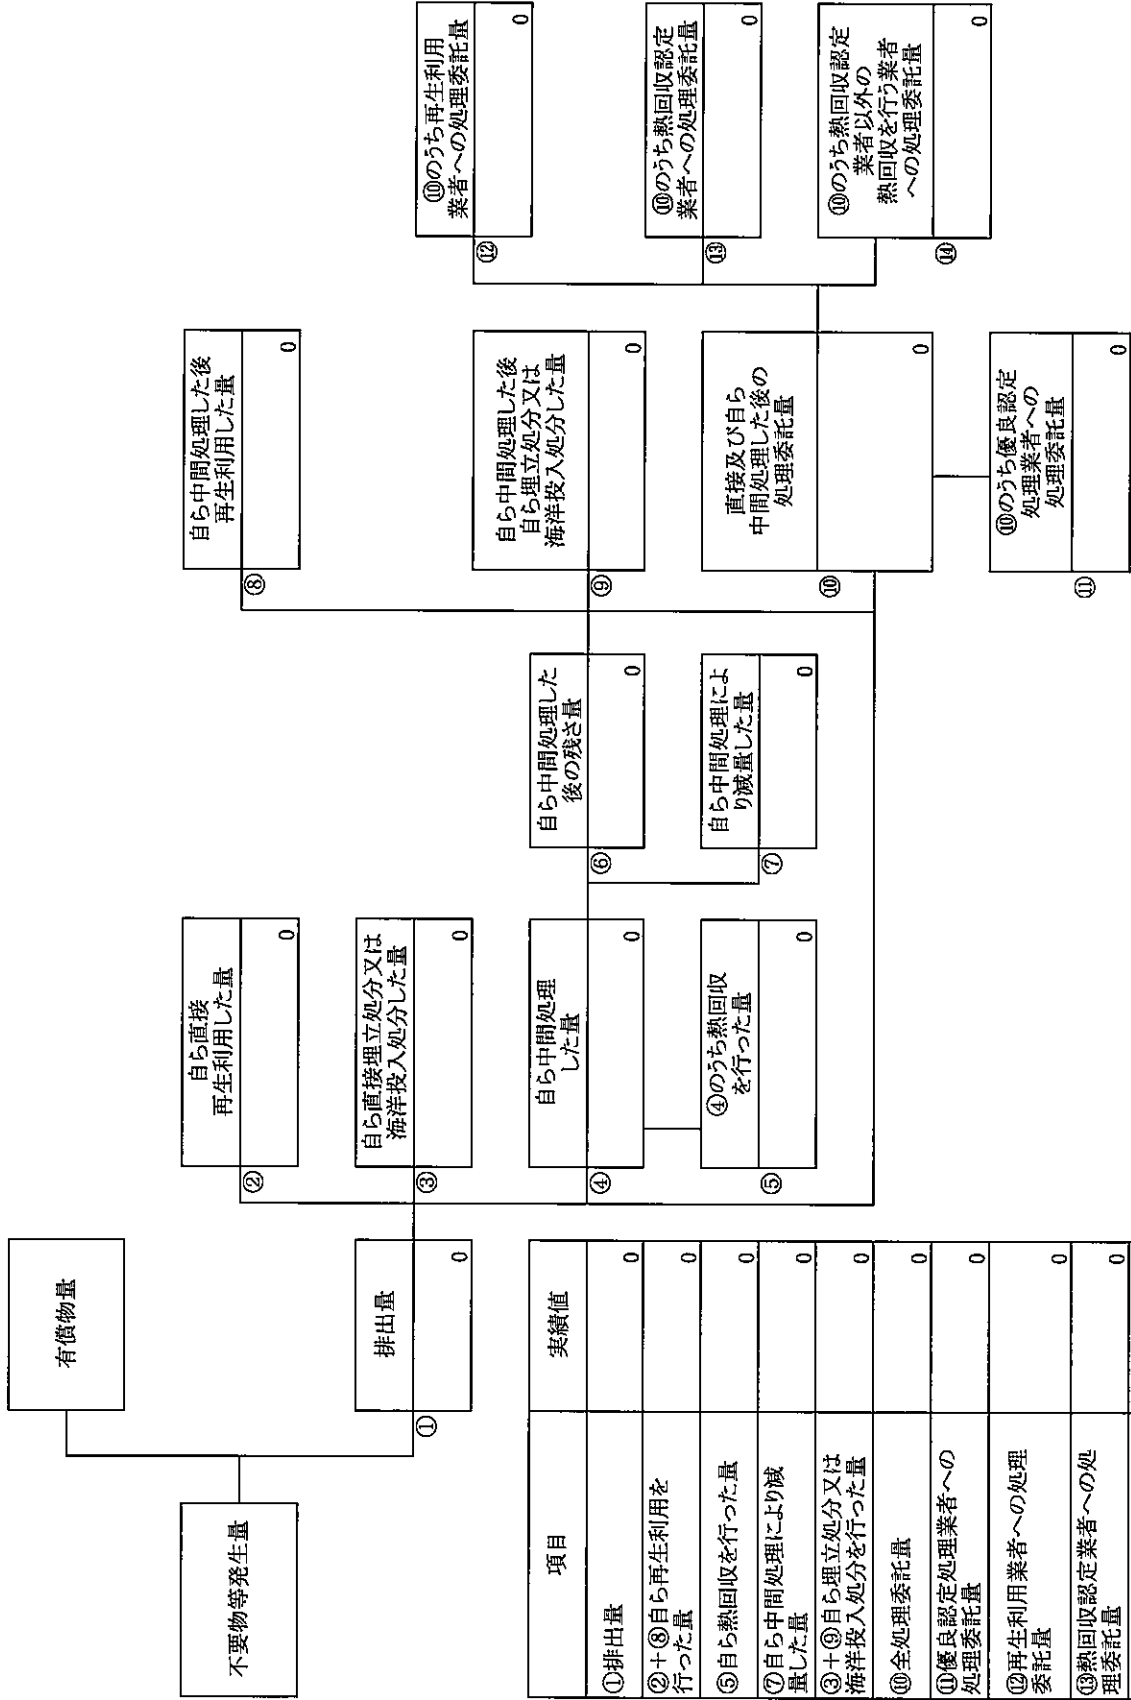 不要物等発生量
有償物量
①
排出量
0
②
自ら直接
再生利用した量
0
③
自ら直接埋立処分又は
海洋投入処分した量
0
④
自ら中間処理
した量
0
⑤
④のうち熱回収
を行った量
0
⑥
自ら中間処理した
後の残さ量
0
⑦
自ら中間処理によ
り減量した量
0
⑧
自ら中間処理した後
再生利用した量
0
⑨
自ら中間処理した後
自ら埋立処分又は
海洋投入処分した量
0
⑩
直接及び自ら
中間処理した後の
処理委託量
0
⑪
⑩のうち優良認定
処理業者への
処理委託量
0
⑫
⑩のうち再生利用
業者への処理委託量
0
⑬
⑩のうち熱回収認定
業者への処理委託量
0
⑭
⑩のうち熱回収認定
業者以外の
熱回収を行う業者
への処理委託量
0
項目
実績値
①排出量
0
②+⑧自ら再生利用を
行った量
0
⑤自ら熱回収を行った量
0
⑦自ら中間処理により減
量した量
0
③+⑨自ら埋立処分又は
海洋投入処分を行った量
0
⑩全処理委託量
0
⑪優良認定処理業者への
処理委託量
0
⑫再生利用業者への処理
委託量
0
⑬熱回収認定業者への処
理委託量
0